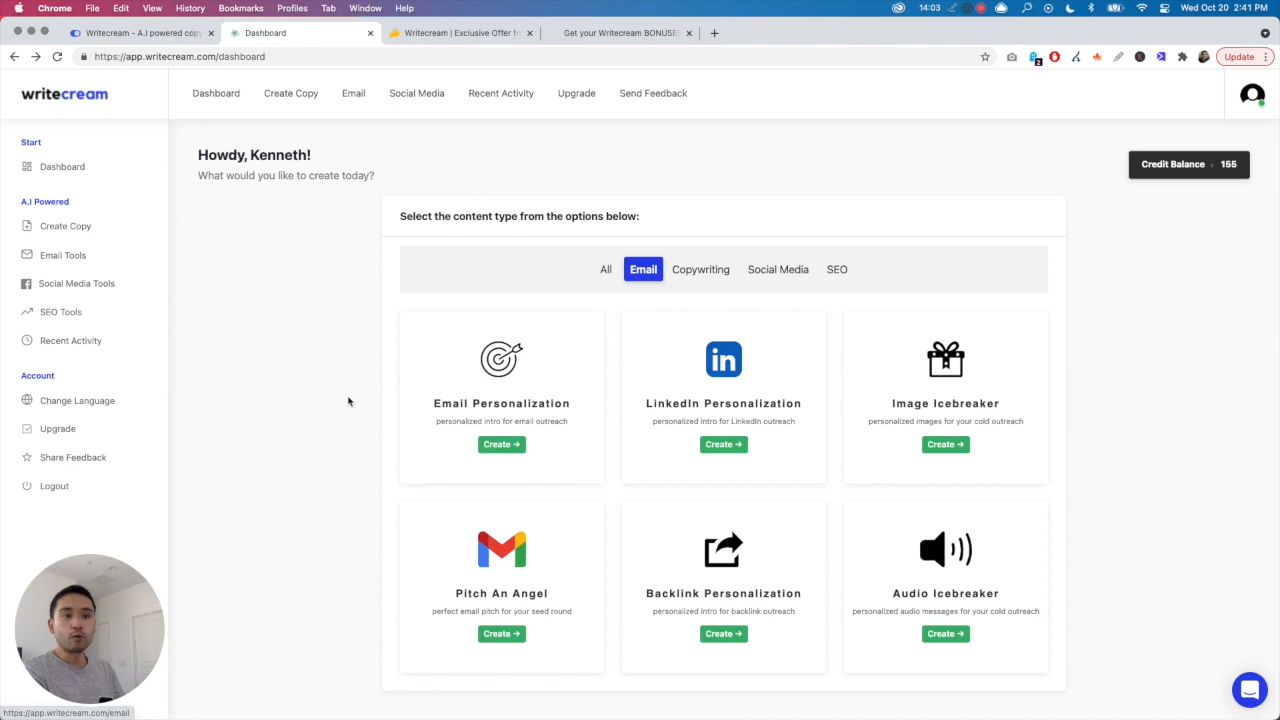 Chrome File Edit View History Bookmarks Profiles Tab Window Help
14:03 Wed Oct 20 2:41 PM
Writecream - A.I powered copy
Dashboard
Writecream | Exclusive Offer fr
Get your Writecream BONUSE
https://app.writecream.com/dashboard
2
Update
writecream
Dashboard Create Copy Email Social Media Recent Activity Upgrade Send Feedback
Start
Dashboard
A.I Powered
Create Copy
Email Tools
Social Media Tools
SEO Tools
Recent Activity
Account
Change Language
Upgrade
Share Feedback
Logout
Howdy, Kenneth!
What would you like to create today?
Credit Balance › 155
Select the content type from the options below:
All Email Copywriting Social Media SEO
Email Personalization
personalized intro for email outreach
Create →
LinkedIn Personalization
personalized intro for LinkedIn outreach
Create →
Image Icebreaker
personalized images for your cold outreach
Create →
Pitch An Angel
perfect email pitch for your seed round
Create →
Backlink Personalization
personalized intro for backlink outreach
Create →
Audio Icebreaker
personalized audio messages for your cold outreach
Create →
https://app.writecream.com/email